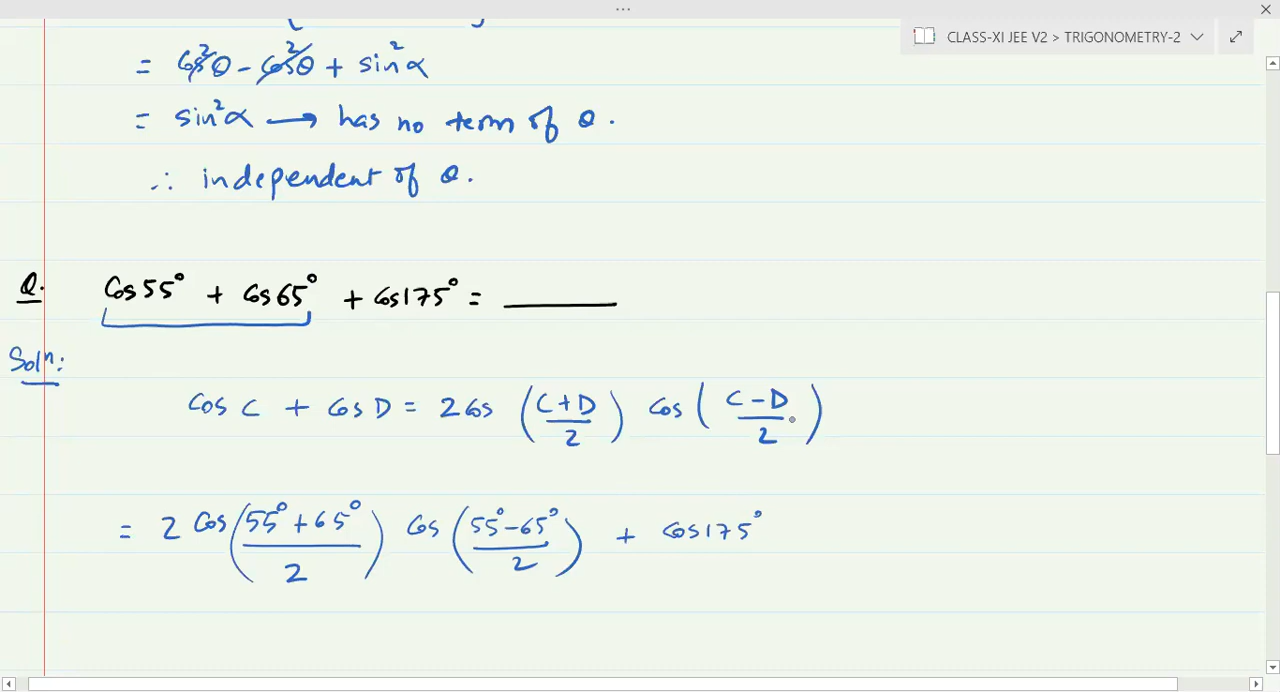 CLASS-XI JEE V2 > TRIGONOMETRY-2
= cos²θ - cos²θ + sin²α
= sin²α → has no term of θ.
∴ independent of θ.
Q. Cos 55° + Cos 65° + Cos 175° = ______
Solⁿ:
Cos C + Cos D = 2 Cos (C + D / 2) Cos (C - D / 2)
= 2 Cos (55° + 65° / 2) Cos (55° - 65° / 2) + Cos 175°